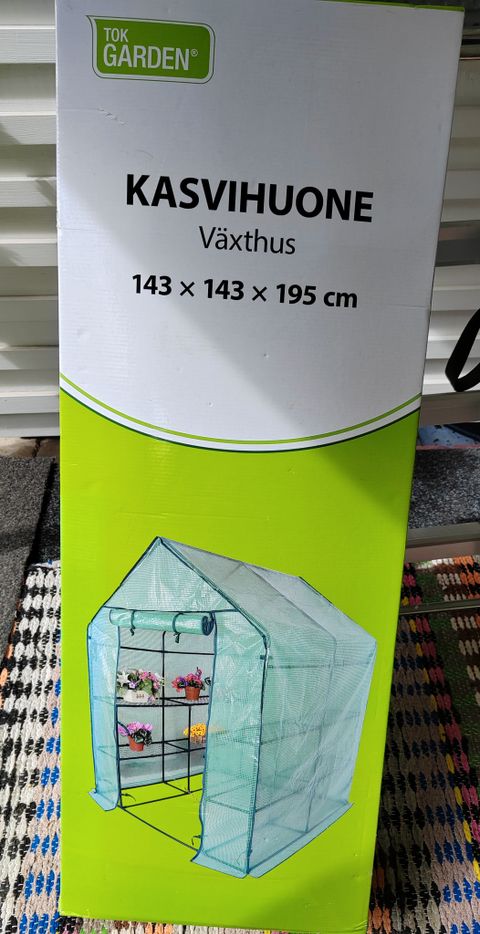 TOK
GARDEN®
KASVIHUONE
Växthus
143 × 143 × 195 cm